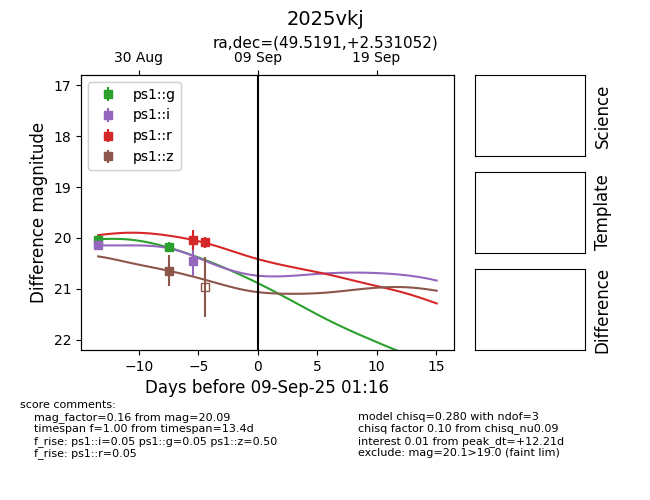 2025vkj
ra,dec=(49.5191,+2.531052)
30 Aug 09 Sep 19 Sep
ps1::g
ps1::i
ps1::r
ps1::z
17
18
19
20
21
22
Difference magnitude
−10 −5 0 5 10 15
Days before 09-Sep-25 01:16
Science
Template
Difference
score comments:
mag_factor=0.16 from mag=20.09
timespan f=1.00 from timespan=13.4d
f_rise: ps1::i=0.05 ps1::g=0.05 ps1::z=0.50
f_rise: ps1::r=0.05
model chisq=0.280 with ndof=3
chisq factor 0.10 from chisq_nu0.09
interest 0.01 from peak_dt=+12.21d
exclude: mag=20.1>19.0 (faint lim)